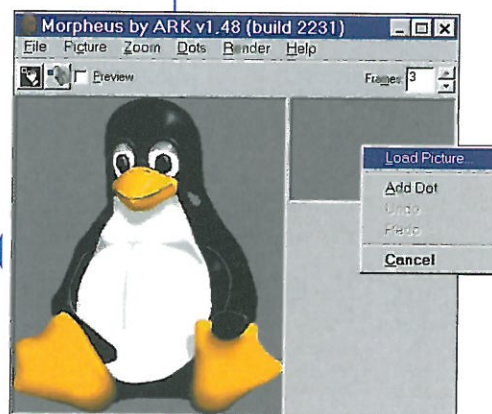 Morpheus by ARK v1.48 (build 2231)
File Picture Zoom Dots Render Help
Preview Frames: 3
Load Picture...
Add Dot
Undo
Redo
Cancel